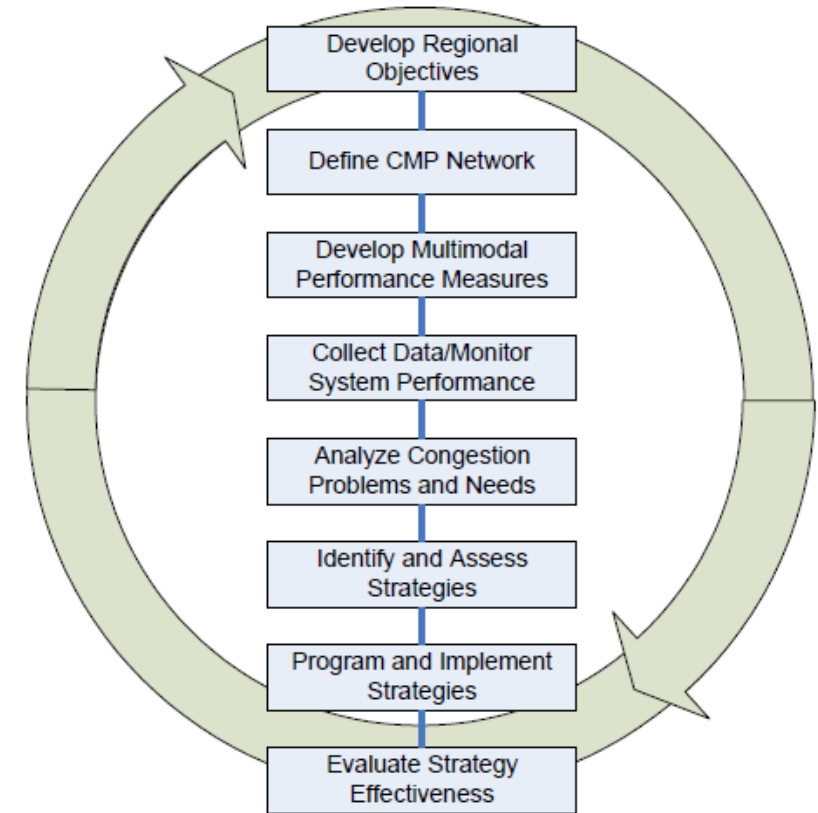 Develop Regional
Objectives
Define CMP Network
Develop Multimodal
Performance Measures
Collect Data/Monitor
System Performance
Analyze Congestion
Problems and Needs
Identify and Assess
Strategies
Program and Implement
Strategies
Evaluate Strategy
Effectiveness